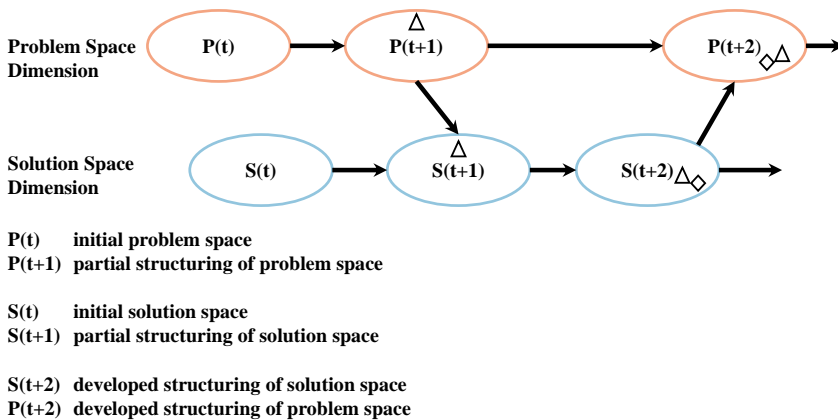 Problem Space
Dimension
P(t)
P(t+1)
P(t+2)
Solution Space
Dimension
S(t)
S(t+1)
S(t+2)
P(t) initial problem space
P(t+1) partial structuring of problem space
S(t) initial solution space
S(t+1) partial structuring of solution space
S(t+2) developed structuring of solution space
P(t+2) developed structuring of problem space